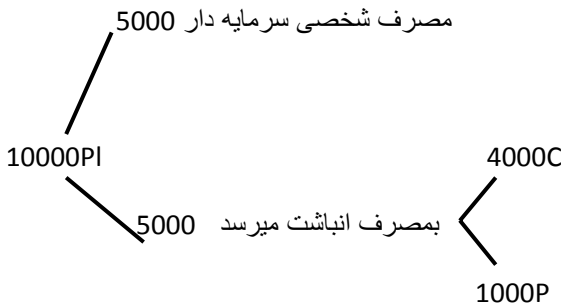 5000 مصرف شخصی سرمایه دار
10000Pl
4000C
5000 بمصرف انباشت میرسد
1000P